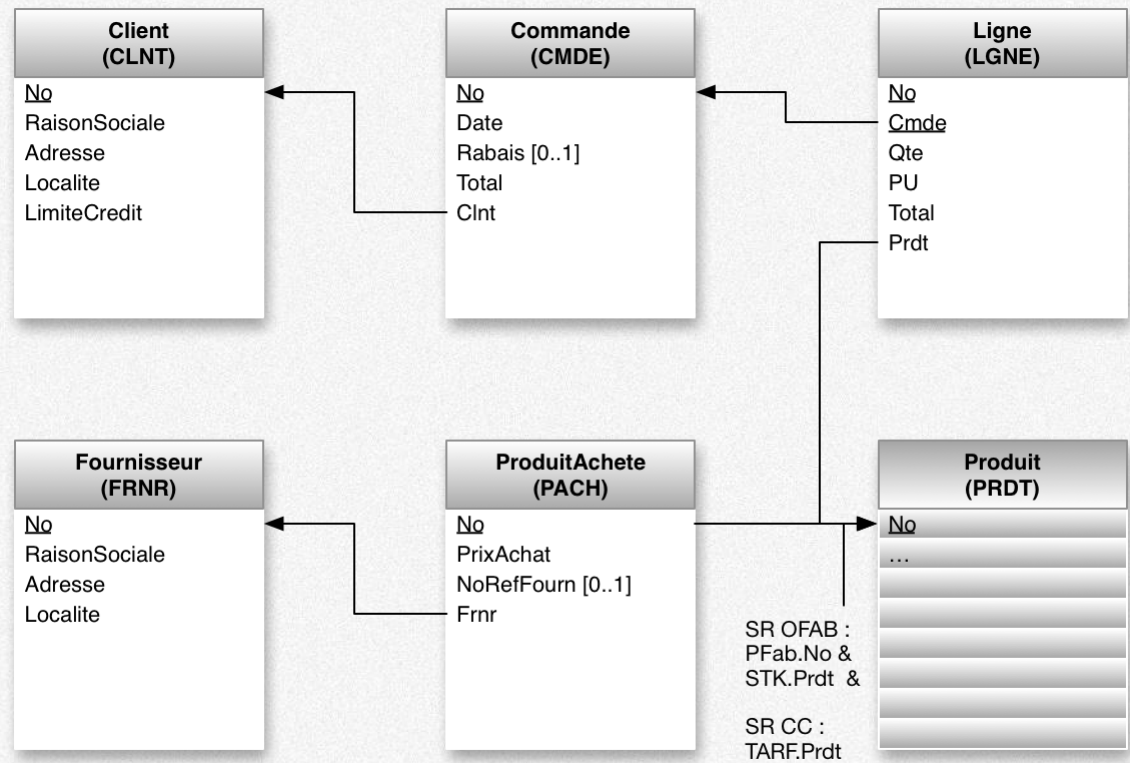 Client
(CLNT)
No
RaisonSociale
Adresse
Localite
LimiteCredit
Commande
(CMDE)
No
Date
Rabais [0..1]
Total
Clnt
Ligne
(LGNE)
No
Cmde
Qte
PU
Total
Prdt
Fournisseur
(FRNR)
No
RaisonSociale
Adresse
Localite
ProduitAchete
(PACH)
No
PrixAchat
NoRefFourn [0..1]
Frnr
SR OFAB :
PFab.No &
STK.Prdt &
SR CC :
TARF.Prdt
Produit
(PRDT)
No
...